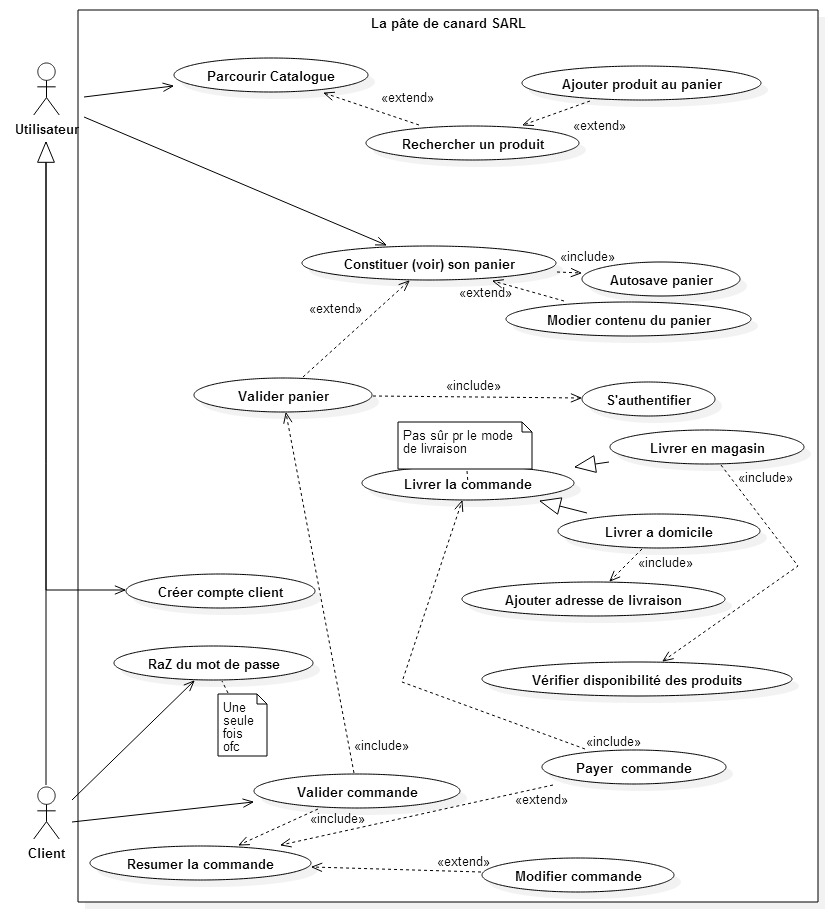 La pâte de canard SARL
Parcourir Catalogue
Ajouter produit au panier
«extend»
«extend»
Utilisateur
Rechercher un produit
Constituer (voir) son panier
«include»
Autosave panier
«extend»
«extend»
Modier contenu du panier
Valider panier
«include»
S'authentifier
Pas sûr pr le mode
de livraison
Livrer en magasin
«include»
Livrer la commande
Livrer a domicile
«include»
Créer compte client
Ajouter adresse de livraison
RaZ du mot de passe
Vérifier disponibilité des produits
Une
seule
fois
ofc
«include»
«include»
Payer  commande
Valider commande
«extend»
«include»
Client
Resumer la commande
«extend»
Modifier commande